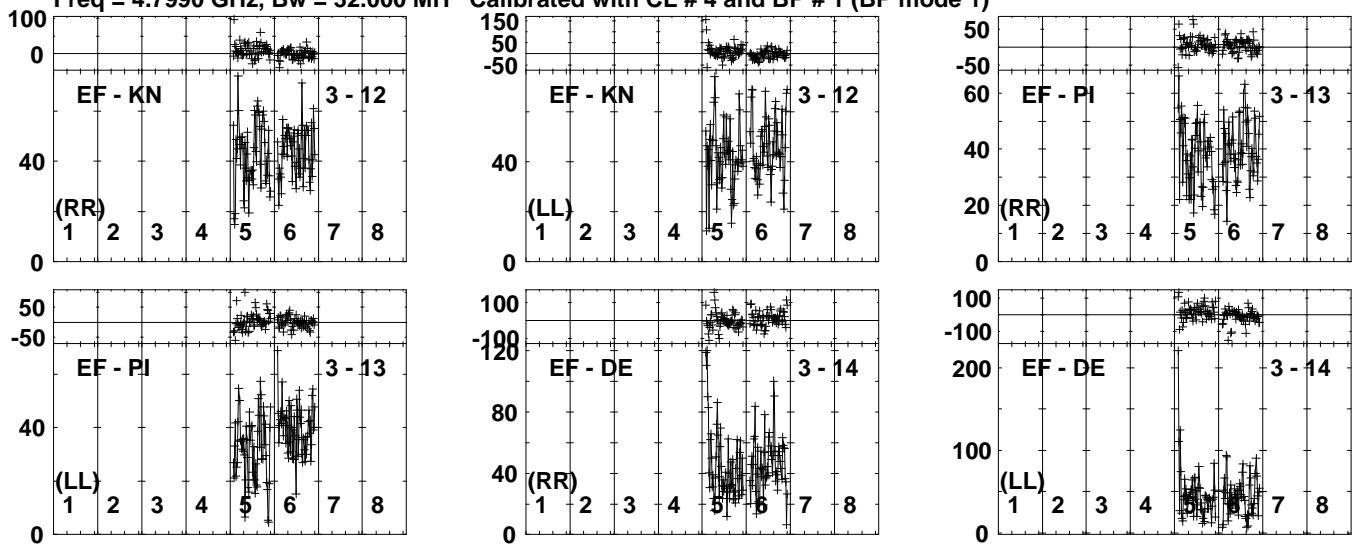 Freq = 4.7990 GHz, Bw = 32.000 MH Calibrated with CL # 4 and BP # 1 (BP mode 1)
100
0
EF - KN 3 - 12
40
(RR)
1 2 3 4 5 6 7 8
0
150
50
-50
EF - KN 3 - 12
40
(LL)
1 2 3 4 5 6 7 8
0
50
-50
60
EF - PI 3 - 13
40
20
(RR)
1 2 3 4 5 6 7 8
0
50
-50
EF - PI 3 - 13
40
(LL)
1 2 3 4 5 6 7 8
0
100
-100
120
EF - DE 3 - 14
80
40
(RR)
1 2 3 4 5 6 7 8
0
100
-100
200
EF - DE 3 - 14
100
(LL)
1 2 3 4 5 6 7 8
0